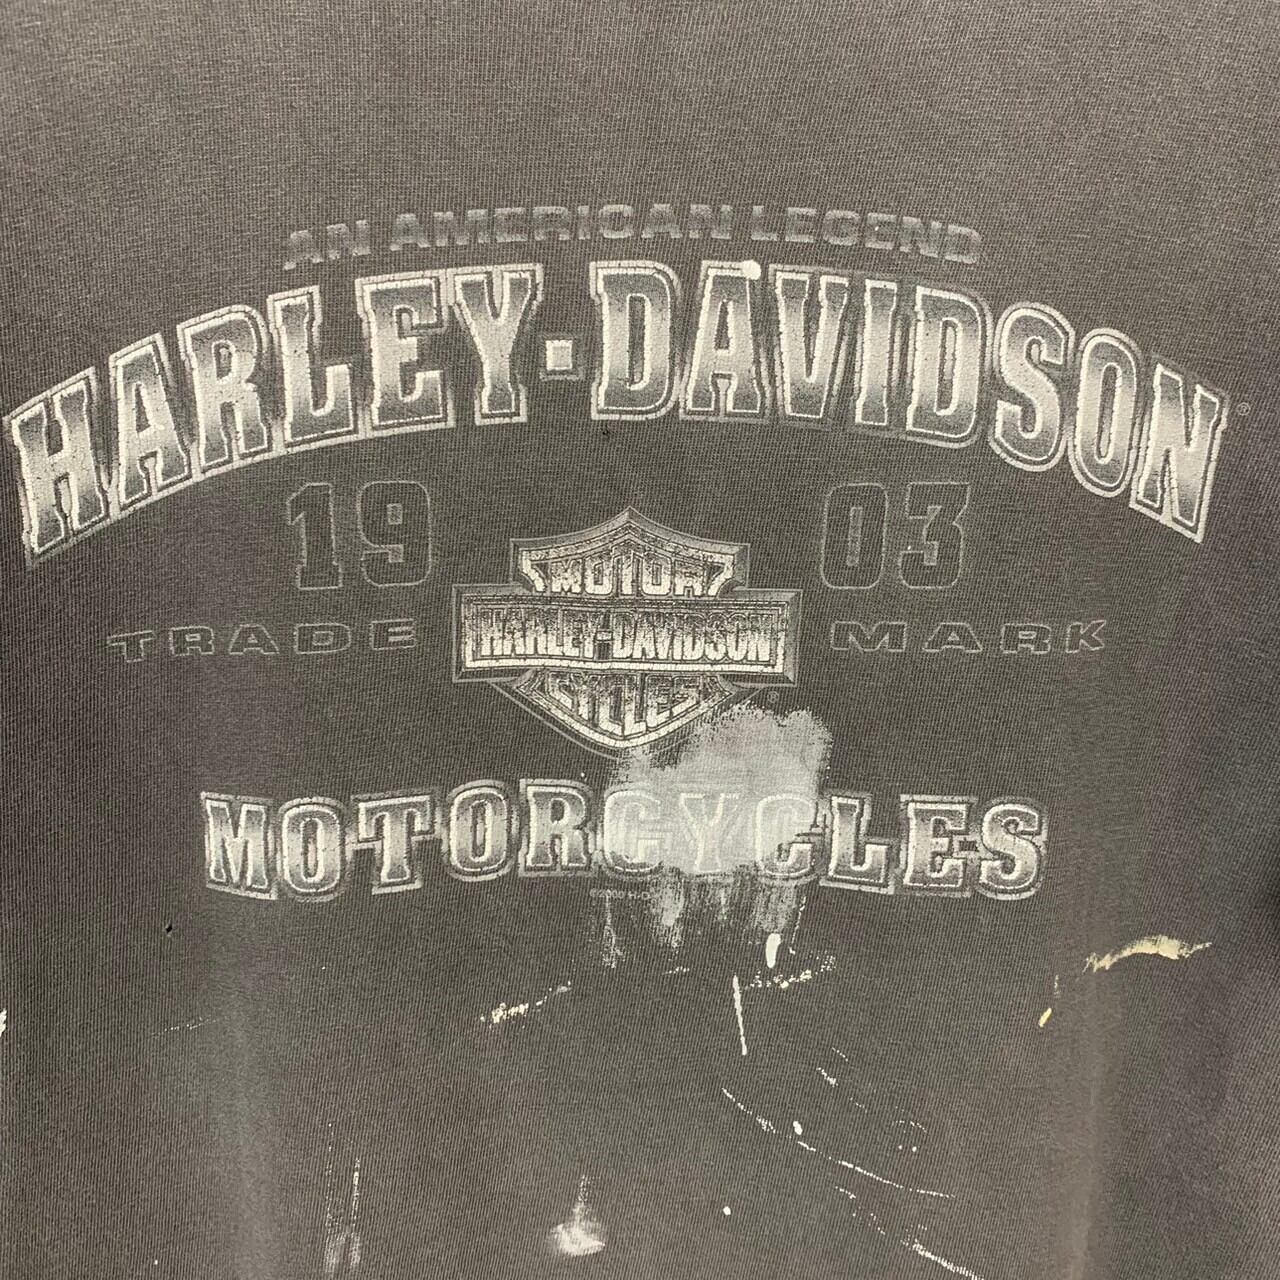 AN AMERICAN LEGEND
HARLEY-DAVIDSON®
19 03
MOTOR
TRADE HARLEY-DAVIDSON MARK
CYCLES
®
MOTORCYCLES